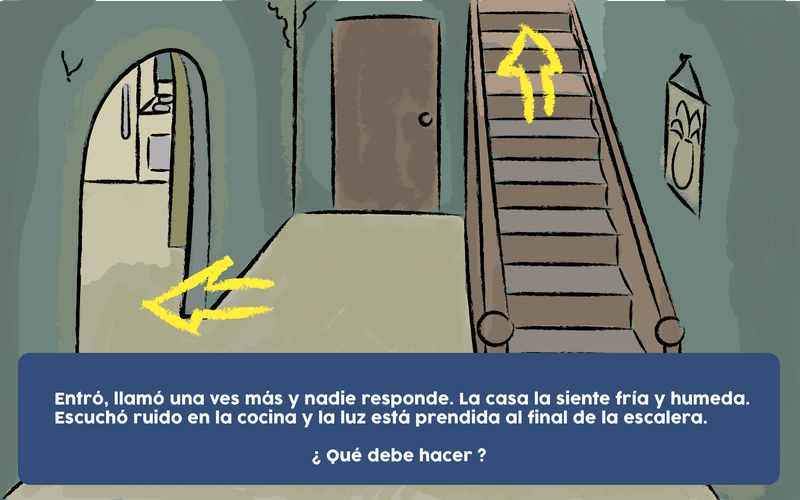 Entró, llamó una ves más y nadie responde. La casa la siente fría y humeda.
Escuchó ruido en la cocina y la luz está prendida al final de la escalera.
¿ Qué debe hacer ?